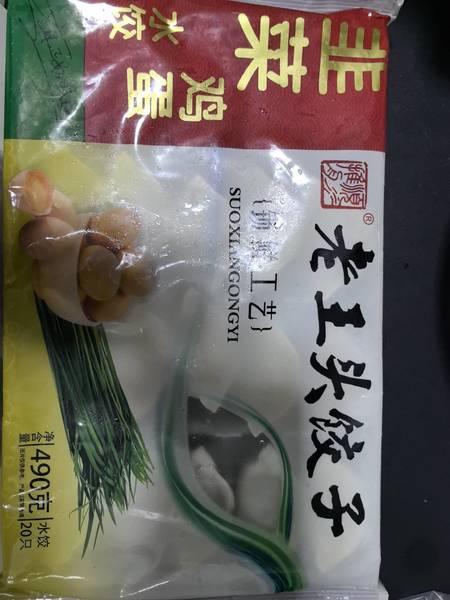 韭菜
鸡蛋
水饺
®
老王头饺子
{锁鲜工艺}
SUOXIANGONGYI
净含量 490克 水饺 20只